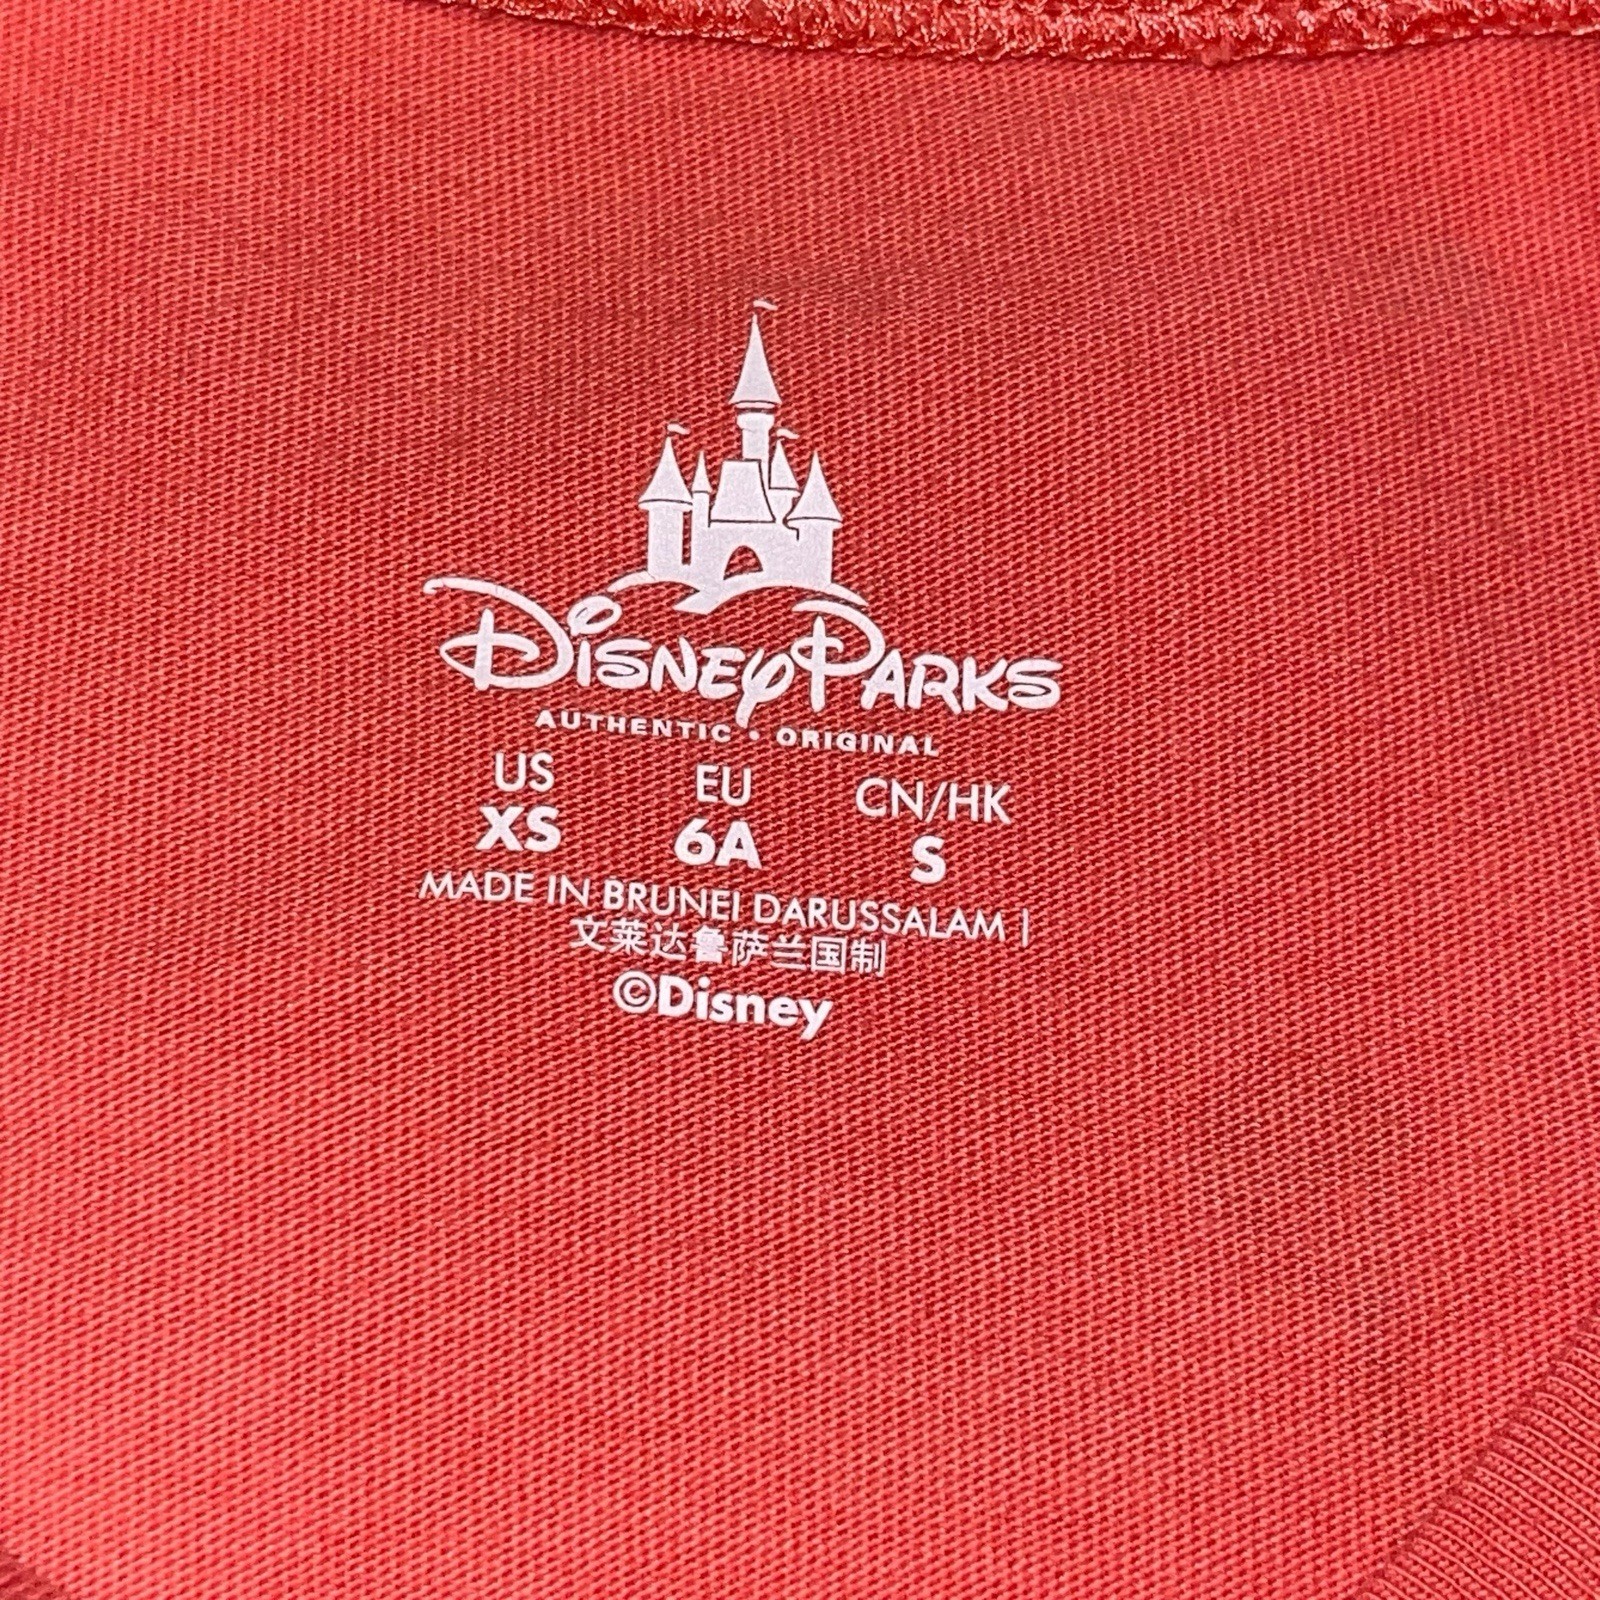 Disney Parks
AUTHENTIC • ORIGINAL
US EU CN/HK
XS 6A S
MADE IN BRUNEI DARUSSALAM |
文莱达鲁萨兰国制
©Disney